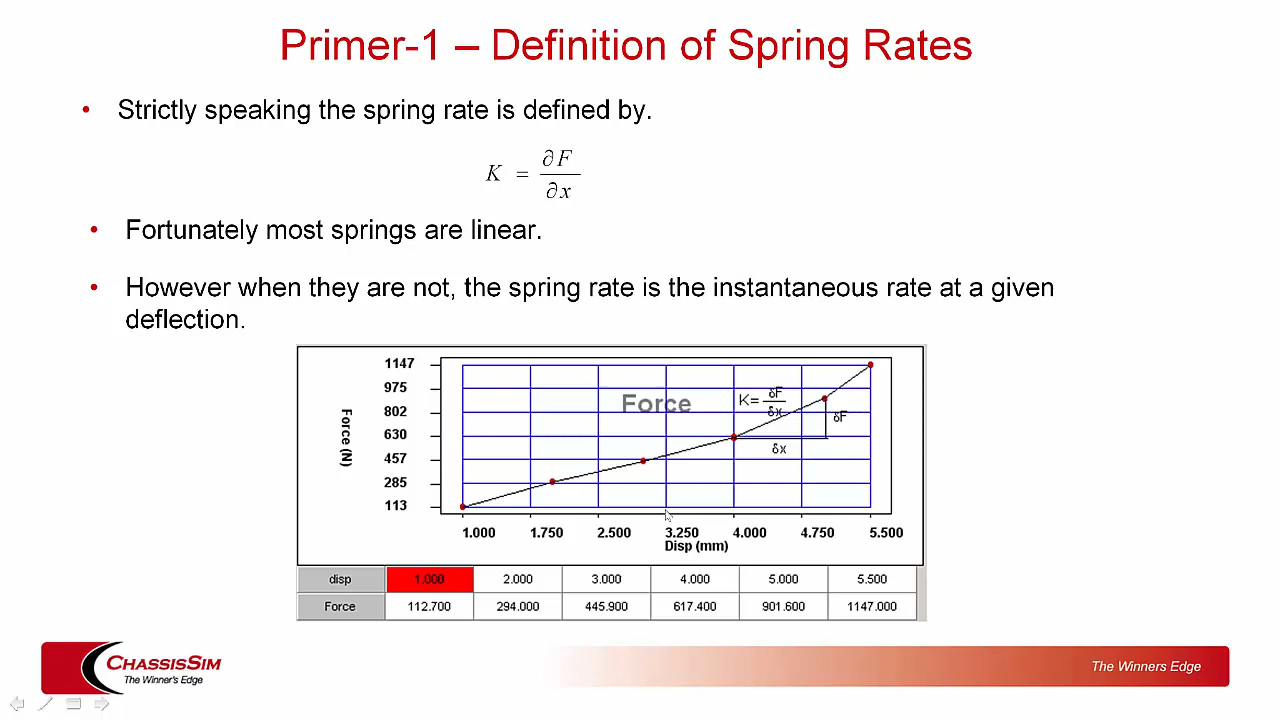 Primer-1 – Definition of Spring Rates
• Strictly speaking the spring rate is defined by.
K = ∂F/∂x
• Fortunately most springs are linear.
• However when they are not, the spring rate is the instantaneous rate at a given
deflection.
Force
K= δF/δx
δF
δx
Force (N)
1147
975
802
630
457
285
113
1.000 1.750 2.500 3.250 4.000 4.750 5.500
Disp (mm)
disp 1.000 2.000 3.000 4.000 5.000 5.500
Force 112.700 294.000 445.900 617.400 901.600 1147.000
CHASSISSIM
The Winner's Edge
The Winners Edge